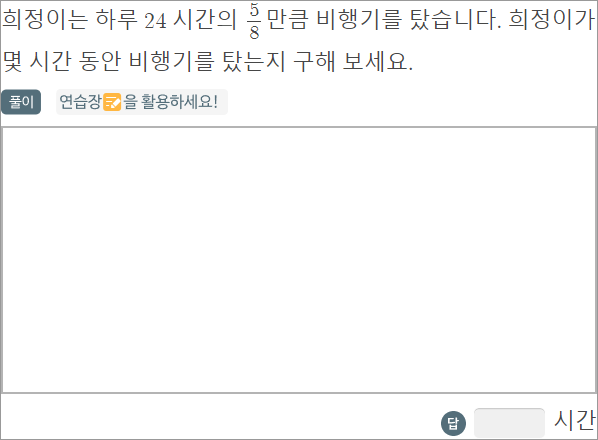 희정이는 하루 24 시간의 5/8 만큼 비행기를 탔습니다. 희정이가
몇 시간 동안 비행기를 탔는지 구해 보세요.
풀이 연습장을 활용하세요!
답 시간